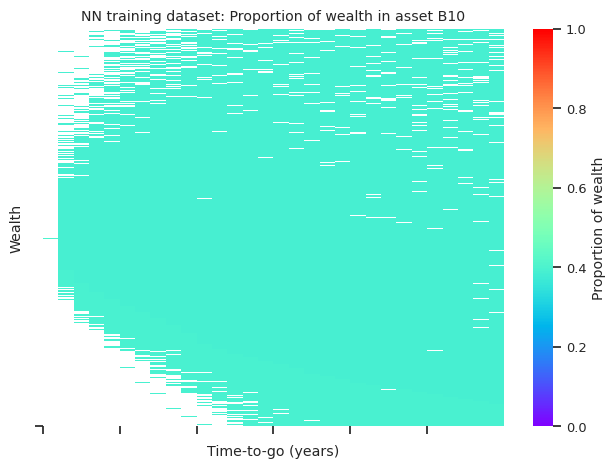 NN training dataset: Proportion of wealth in asset B10
Wealth
Time-to-go (years)
1.0
0.8
0.6
0.4
0.2
0.0
Proportion of wealth